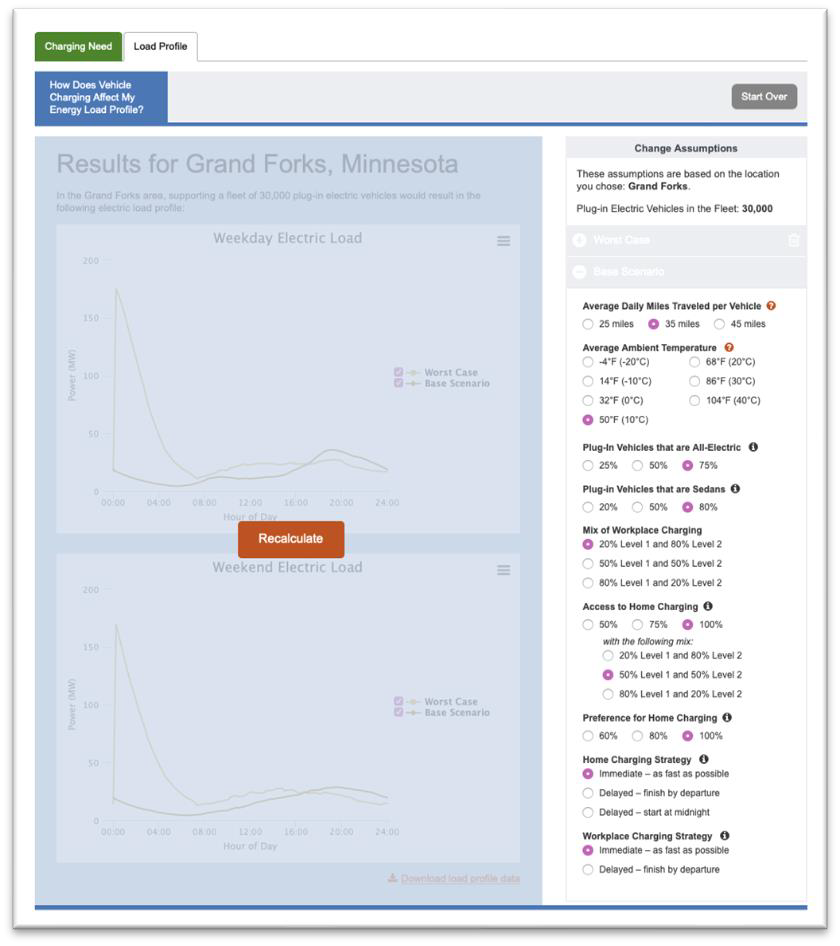 Charging Need
Load Profile
How Does Vehicle
Charging Affect My
Energy Load Profile?
Start Over
Results for Grand Forks, Minnesota
In the Grand Forks area, supporting a fleet of 30,000 plug-in electric vehicles would result in the
following electric load profile:
Weekday Electric Load
200
150
100
50
0
Power (MW)
00:00 04:00 08:00 12:00 16:00 20:00 24:00
Hour of Day
Worst Case
Base Scenario
Recalculate
Weekend Electric Load
200
150
100
50
0
Power (MW)
00:00 04:00 08:00 12:00 16:00 20:00 24:00
Hour of Day
Worst Case
Base Scenario
Download load profile data
Change Assumptions
These assumptions are based on the location
you chose: Grand Forks.
Plug-in Electric Vehicles in the Fleet: 30,000
Worst Case
Base Scenario
Average Daily Miles Traveled per Vehicle ?
25 miles 35 miles 45 miles
Average Ambient Temperature ?
-4°F (-20°C) 68°F (20°C)
14°F (-10°C) 86°F (30°C)
32°F (0°C) 104°F (40°C)
50°F (10°C)
Plug-In Vehicles that are All-Electric
25% 50% 75%
Plug-in Vehicles that are Sedans
20% 50% 80%
Mix of Workplace Charging
20% Level 1 and 80% Level 2
50% Level 1 and 50% Level 2
80% Level 1 and 20% Level 2
Access to Home Charging
50% 75% 100%
with the following mix:
20% Level 1 and 80% Level 2
50% Level 1 and 50% Level 2
80% Level 1 and 20% Level 2
Preference for Home Charging
60% 80% 100%
Home Charging Strategy
Immediate – as fast as possible
Delayed – finish by departure
Delayed – start at midnight
Workplace Charging Strategy
Immediate – as fast as possible
Delayed – finish by departure